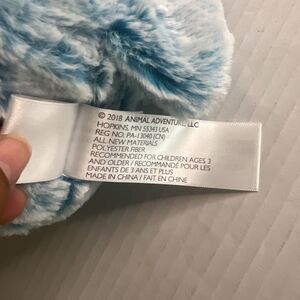 © 2018 ANIMAL ADVENTURE, LLC
HOPKINS, MN 55343 USA
REG NO. PA-13040 (CN)
ALL NEW MATERIALS
POLYESTER FIBER
RECOMMENDED FOR CHILDREN AGES 3
AND OLDER / RECOMMANDÉ POUR LES
ENFANTS DE 3 ANS ET PLUS
MADE IN CHINA / FAIT EN CHINE